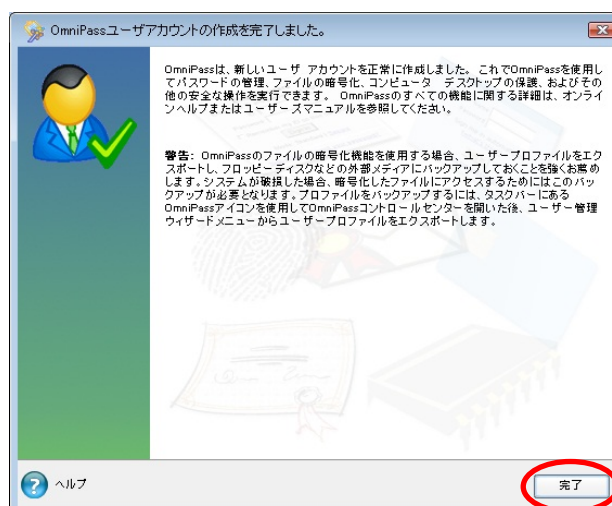 OmniPassユーザアカウントの作成を完了しました。
OmniPassは、新しいユーザ アカウントを正常に作成しました。 これでOmniPassを使用し
てパスワードの管理、ファイルの暗号化、コンピュータ デスクトップの保護、およびその
他の安全な操作を実行できます。 OmniPassのすべての機能に関する詳細は、オンライ
ンヘルプまたはユーザーズマニュアルを参照してください。
警告: OmniPassのファイルの暗号化機能を使用する場合、ユーザープロファイルをエク
スポートし、フロッピーディスクなどの外部メディアにバックアップしておくことを強くお薦め
します。システムが破損した場合、暗号化したファイルにアクセスするためにはこのバッ
クアップが必要となります。プロファイルをバックアップするには、タスクバーにある
OmniPassアイコンを使用してOmniPassコントロールセンターを開いた後、ユーザー管理
ウィザードメニューからユーザープロファイルをエクスポートします。
ヘルプ
完了